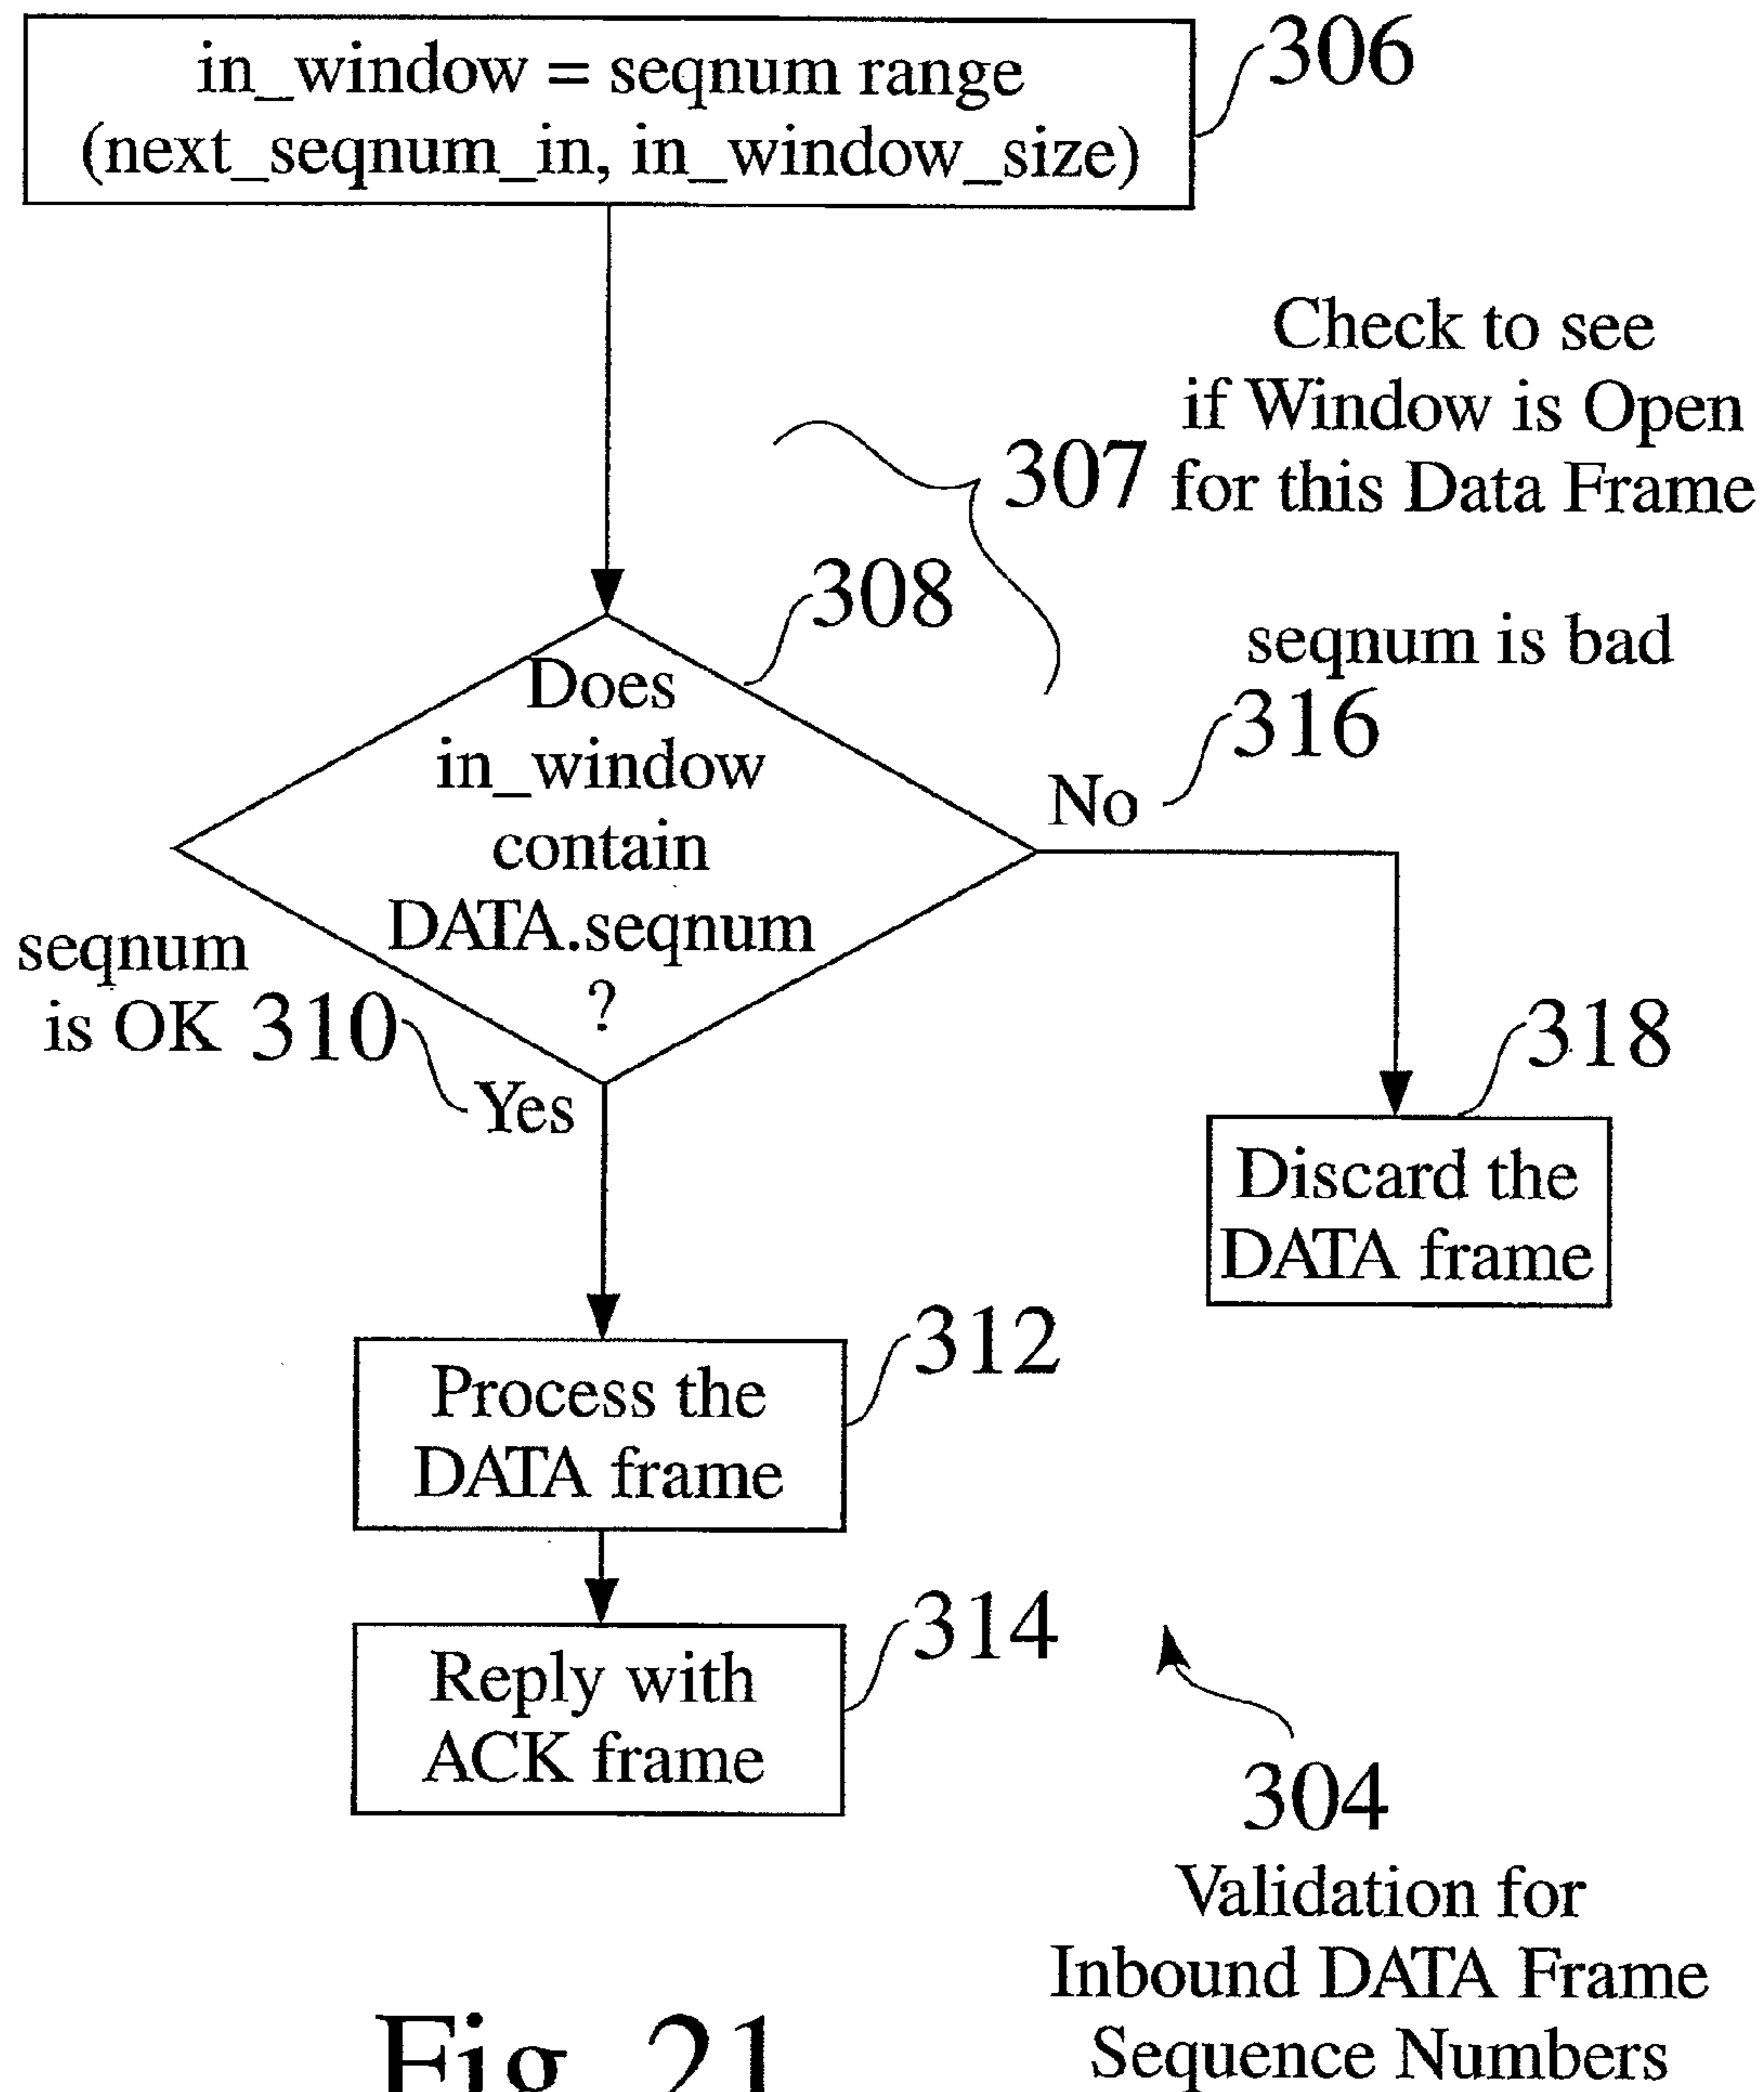 in_window = seqnum range
(next_seqnum_in, in_window_size)
306
Check to see
if Window is Open
for this Data Frame
307
308
seqnum is bad
316
Does
in_window
contain
DATA.seqnum
?
No
seqnum
is OK
310
Yes
318
Discard the
DATA frame
312
Process the
DATA frame
314
Reply with
ACK frame
304
Validation for
Inbound DATA Frame
Sequence Numbers
Fig. 21